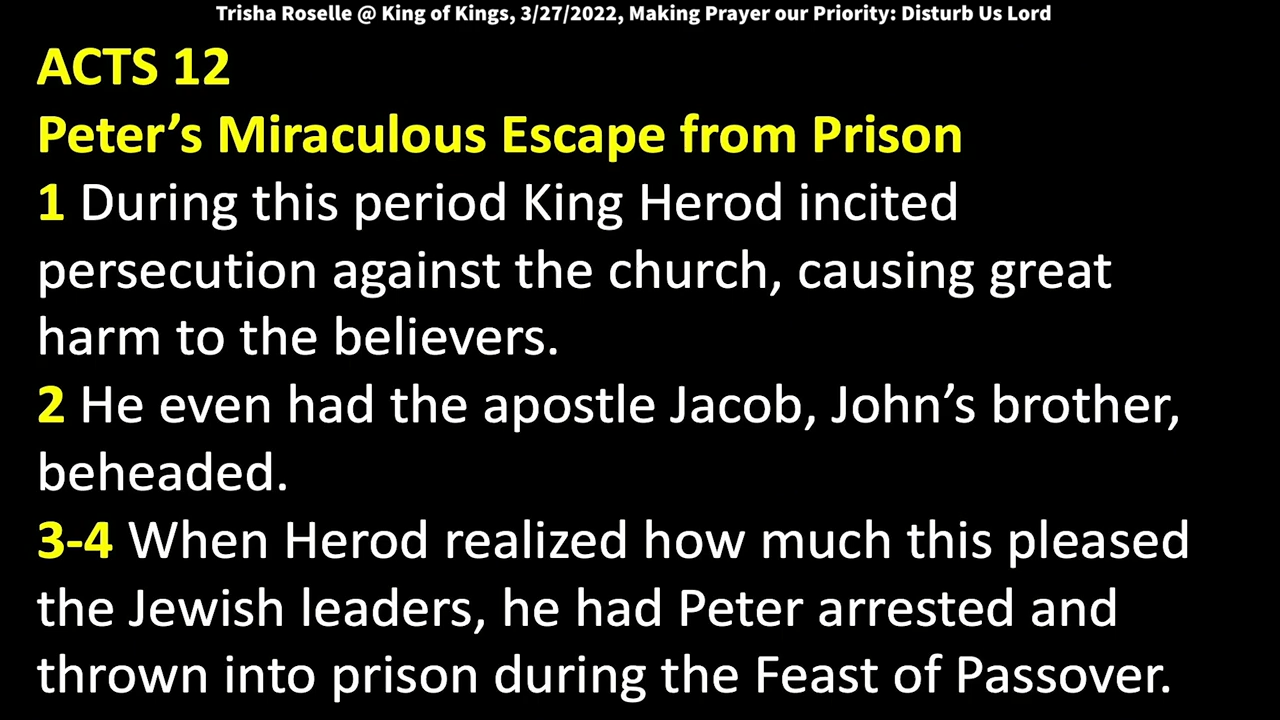 Trisha Roselle @ King of Kings, 3/27/2022, Making Prayer our Priority: Disturb Us Lord
ACTS 12
Peter’s Miraculous Escape from Prison
1 During this period King Herod incited
persecution against the church, causing great
harm to the believers.
2 He even had the apostle Jacob, John’s brother,
beheaded.
3-4 When Herod realized how much this pleased
the Jewish leaders, he had Peter arrested and
thrown into prison during the Feast of Passover.